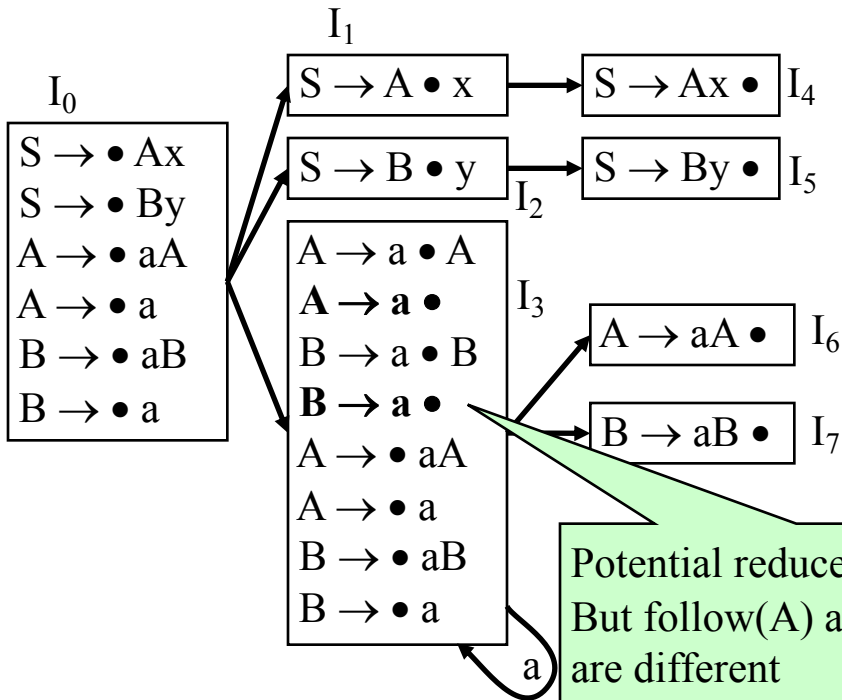 I₀
S → • Ax
S → • By
A → • aA
A → • a
B → • aB
B → • a
I₁
S → A • x
S → Ax •
I₄
S → B • y
I₂
S → By •
I₅
A → a • A
A → a •
B → a • B
B → a •
A → • aA
A → • a
B → • aB
B → • a
I₃
a
A → aA •
I₆
B → aB •
I₇
Potential reduce
But follow(A) a
are different